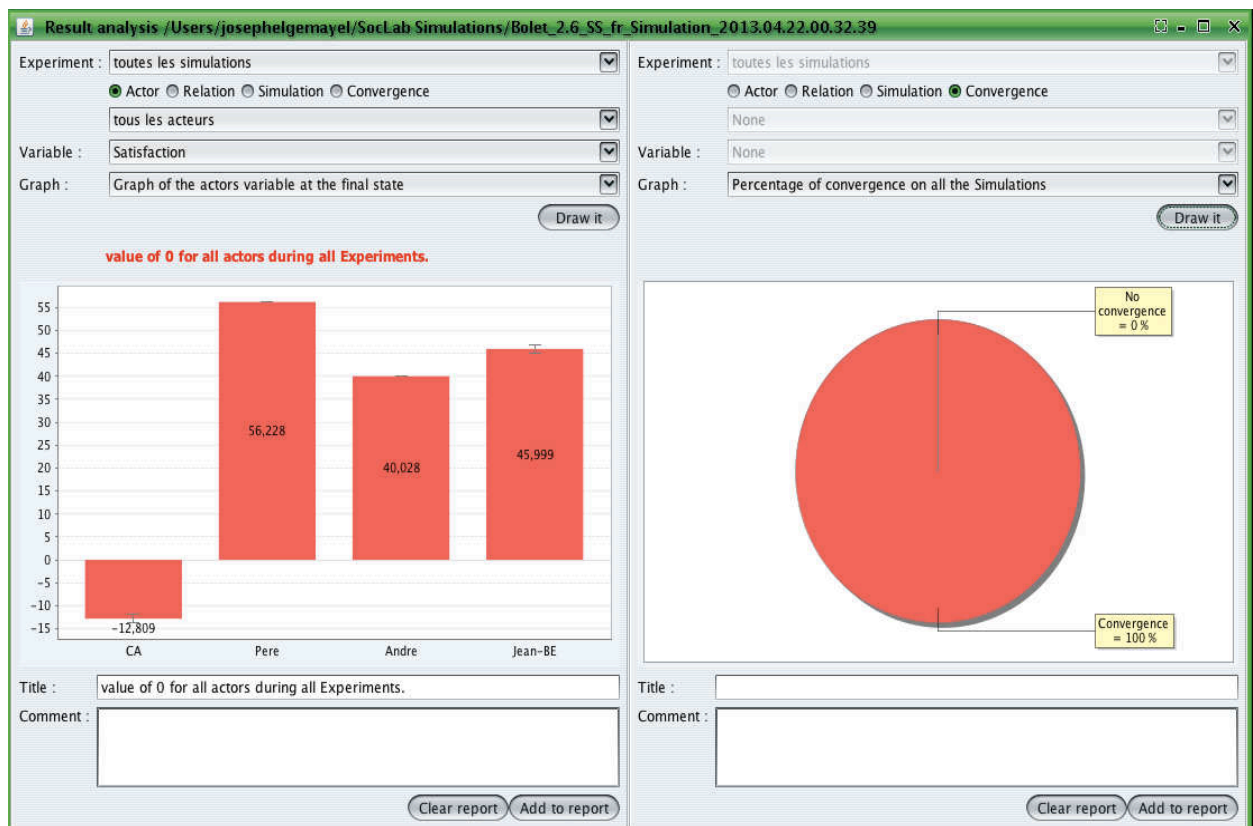 Result analysis /Users/josephelgemayel/SocLab Simulations/Bolet_2.6_SS_fr_Simulation_2013.04.22.00.32.39
Experiment : toutes les simulations
Actor Relation Simulation Convergence
tous les acteurs
Variable : Satisfaction
Graph : Graph of the actors variable at the final state
Draw it
value of 0 for all actors during all Experiments.
55
50
45
40
35
30
25
20
15
10
5
0
-5
-10
-15
56,228
40,028
45,999
-12,809
CA Pere Andre Jean-BE
Title : value of 0 for all actors during all Experiments.
Comment :
Clear report Add to report
Experiment : toutes les simulations
Actor Relation Simulation Convergence
None
Variable : None
Graph : Percentage of convergence on all the Simulations
Draw it
No
convergence
= 0 %
Convergence
= 100 %
Title :
Comment :
Clear report Add to report